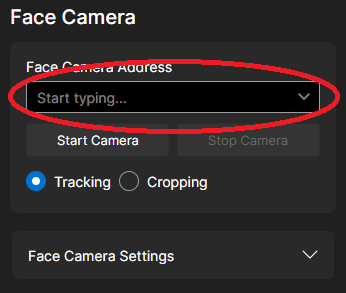 Face Camera
Face Camera Address
Start typing...
Start Camera Stop Camera
Tracking Cropping
Face Camera Settings